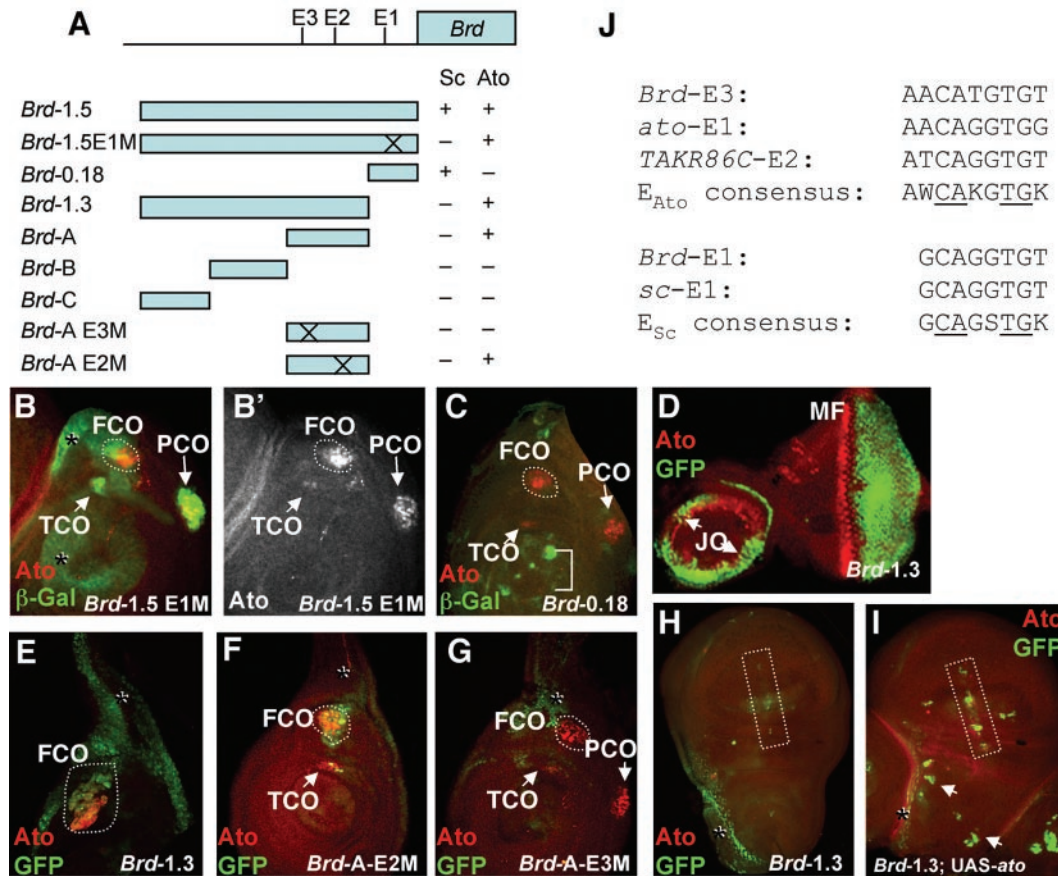 A
E3 E2 E1 Brd
Sc Ato
Brd-1.5 + +
Brd-1.5E1M – +
Brd-0.18 + –
Brd-1.3 – +
Brd-A – +
Brd-B – –
Brd-C – –
Brd-A E3M – –
Brd-A E2M – +
J
Brd-E3: AACATGTGT
ato-E1: AACAGGTGG
TAKR86C-E2: ATCAGGTGT
EAto consensus: AWCAKGTGK
Brd-E1: GCAGGTGT
sc-E1: GCAGGTGT
ESc consensus: GCAGSTGK
B
FCO
PCO
*
TCO
*
Ato
β-Gal
Brd-1.5 E1M
B'
FCO
PCO
TCO
Ato
Brd-1.5 E1M
C
FCO
PCO
TCO
Ato
β-Gal
Brd-0.18
D
MF
Ato
GFP
JO
Brd-1.3
E
*
FCO
Ato
GFP
Brd-1.3
F
*
FCO
TCO
Ato
GFP
Brd-A-E2M
G
*
FCO
PCO
TCO
Ato
GFP
Brd-A-E3M
H
*
Ato
GFP
Brd-1.3
I
Ato
GFP
*
Brd-1.3; UAS-ato